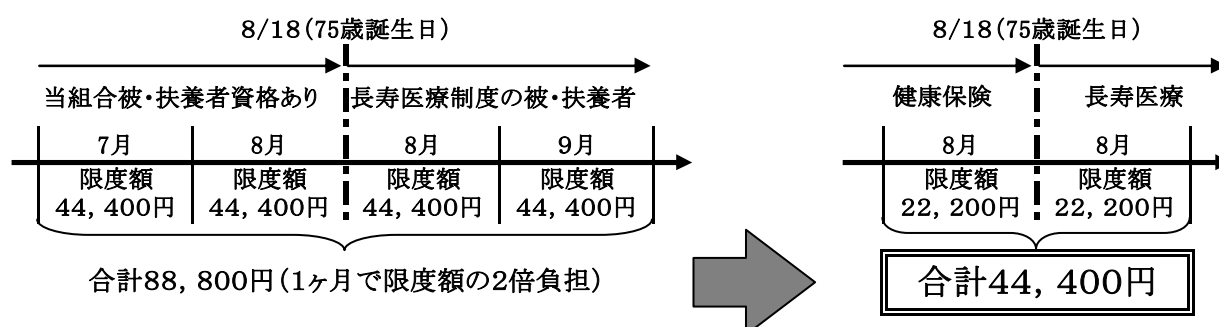 8/18(75歳誕生日)
当組合被・扶養者資格あり
長寿医療制度の被・扶養者
7月
8月
8月
9月
限度額
限度額
限度額
限度額
44,400円
44,400円
44,400円
44,400円
合計88,800円(1ヶ月で限度額の2倍負担)
8/18(75歳誕生日)
健康保険
長寿医療
8月
8月
限度額
限度額
22,200円
22,200円
合計44,400円